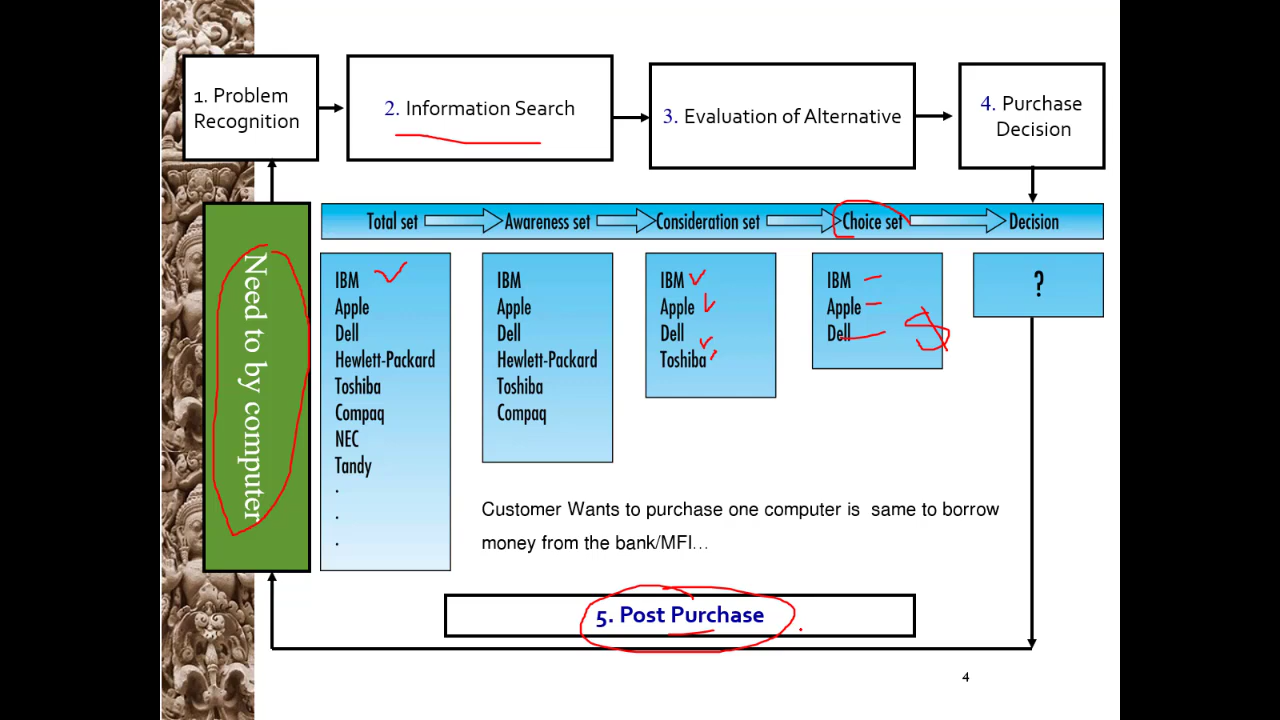 1. Problem
Recognition
2. Information Search
3. Evaluation of Alternative
4. Purchase
Decision
Total set
Awareness set
Consideration set
Choice set
Decision
Need to by computer
IBM
Apple
Dell
Hewlett-Packard
Toshiba
Compaq
NEC
Tandy
.
.
.
IBM
Apple
Dell
Hewlett-Packard
Toshiba
Compaq
IBM
Apple
Dell
Toshiba
IBM
Apple
Dell
?
Customer Wants to purchase one computer is same to borrow
money from the bank/MFI…
5. Post Purchase
4